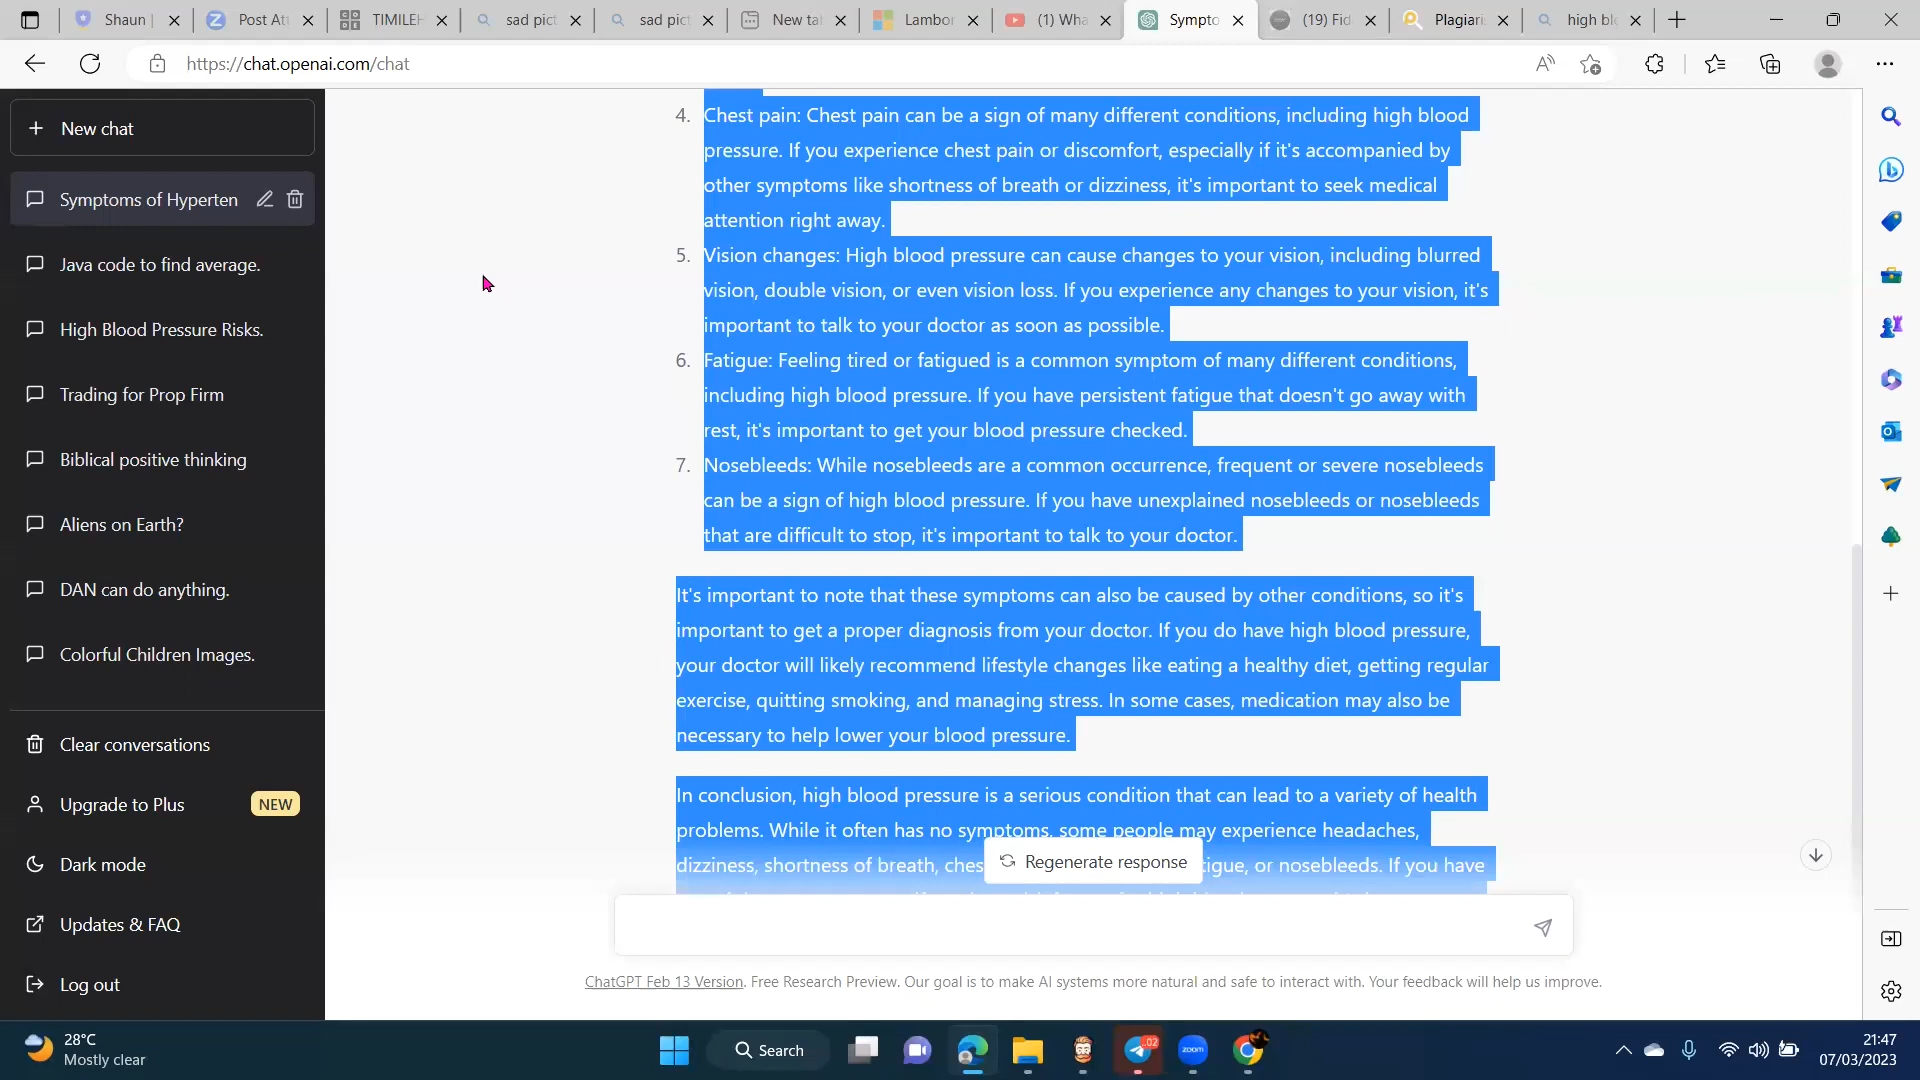 Shaun |
Post At
TIMILEH
sad pict
sad pict
New tal
Lambor
(1) Wha
Sympto
(19) Fid
Plagiari
high bl
https://chat.openai.com/chat
New chat
Symptoms of Hyperten
Java code to find average.
High Blood Pressure Risks.
Trading for Prop Firm
Biblical positive thinking
Aliens on Earth?
DAN can do anything.
Colorful Children Images.
Clear conversations
Upgrade to Plus NEW
Dark mode
Updates & FAQ
Log out
4. Chest pain: Chest pain can be a sign of many different conditions, including high blood
pressure. If you experience chest pain or discomfort, especially if it's accompanied by
other symptoms like shortness of breath or dizziness, it's important to seek medical
attention right away.
5. Vision changes: High blood pressure can cause changes to your vision, including blurred
vision, double vision, or even vision loss. If you experience any changes to your vision, it's
important to talk to your doctor as soon as possible.
6. Fatigue: Feeling tired or fatigued is a common symptom of many different conditions,
including high blood pressure. If you have persistent fatigue that doesn't go away with
rest, it's important to get your blood pressure checked.
7. Nosebleeds: While nosebleeds are a common occurrence, frequent or severe nosebleeds
can be a sign of high blood pressure. If you have unexplained nosebleeds or nosebleeds
that are difficult to stop, it's important to talk to your doctor.
It's important to note that these symptoms can also be caused by other conditions, so it's
important to get a proper diagnosis from your doctor. If you do have high blood pressure,
your doctor will likely recommend lifestyle changes like eating a healthy diet, getting regular
exercise, quitting smoking, and managing stress. In some cases, medication may also be
necessary to help lower your blood pressure.
In conclusion, high blood pressure is a serious condition that can lead to a variety of health
problems. While it often has no symptoms, some people may experience headaches,
dizziness, shortness of breath, ches tigue, or nosebleeds. If you have
Regenerate response
ChatGPT Feb 13 Version. Free Research Preview. Our goal is to make AI systems more natural and safe to interact with. Your feedback will help us improve.
28°C
Mostly clear
Search
zoom
21:47
07/03/2023